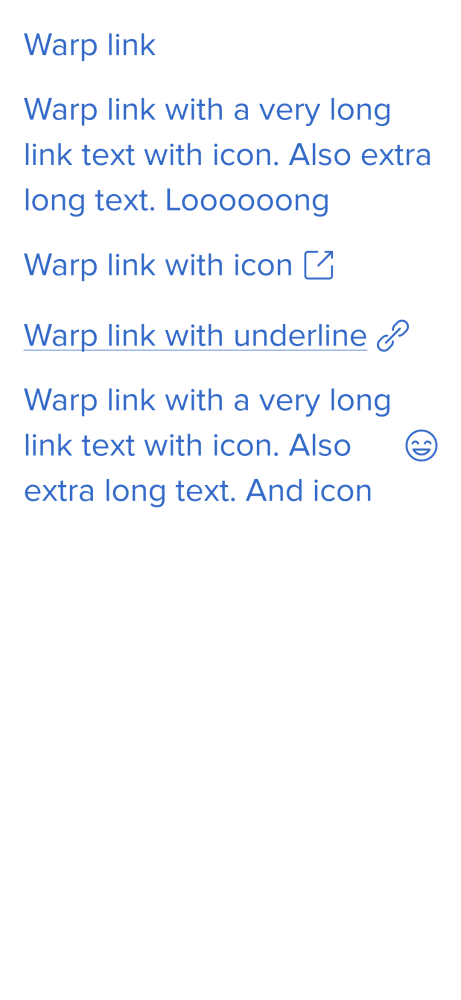 Warp link
Warp link with a very long
link text with icon. Also extra
long text. Loooooong
Warp link with icon
Warp link with underline
Warp link with a very long
link text with icon. Also
extra long text. And icon